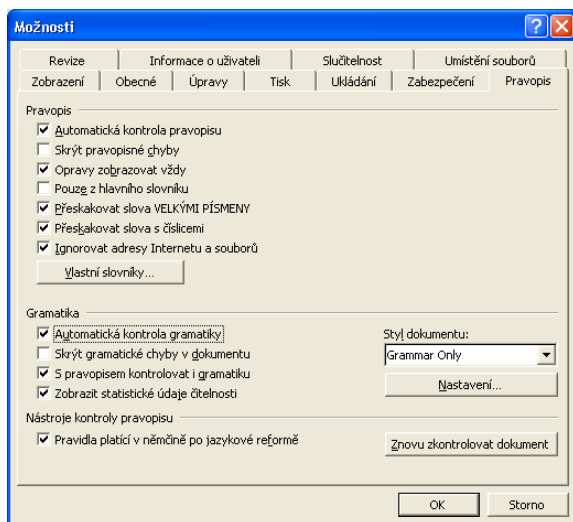 Možnosti
Revize Informace o uživateli Slučitelnost Umístění souborů
Zobrazení Obecné Úpravy Tisk Ukládání Zabezpečení Pravopis
Pravopis
Automatická kontrola pravopisu
Skrýt pravopisné chyby
Opravy zobrazovat vždy
Pouze z hlavního slovníku
Přeskakovat slova VELKÝMI PÍSMENY
Přeskakovat slova s číslicemi
Ignorovat adresy Internetu a souborů
Vlastní slovníky...
Gramatika
Automatická kontrola gramatiky
Skrýt gramatické chyby v dokumentu
S pravopisem kontrolovat i gramatiku
Zobrazit statistické údaje čitelnosti
Styl dokumentu:
Grammar Only
Nastavení...
Nástroje kontroly pravopisu
Pravidla platící v němčině po jazykové reformě
Znovu zkontrolovat dokument
OK Storno